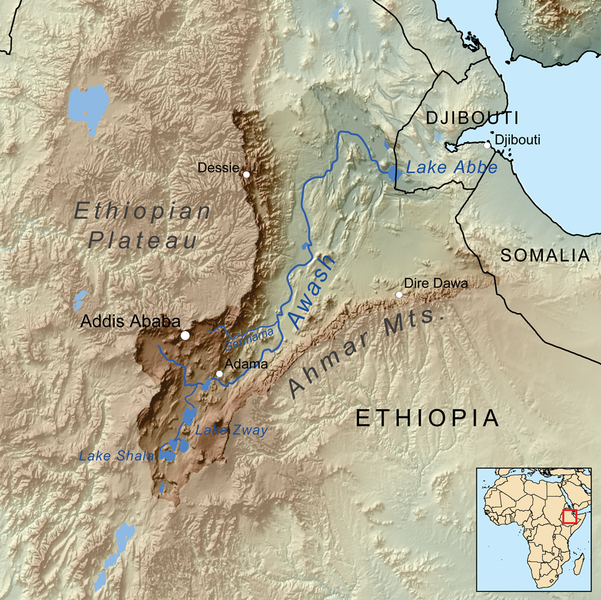 DJIBOUTI
Djibouti
Dessie
Lake Abbe
Ethiopian
Plateau
SOMALIA
Awash
Dire Dawa
Addis Ababa
Germama
Ahmar Mts.
Adama
ETHIOPIA
Lake Zway
Lake Shala